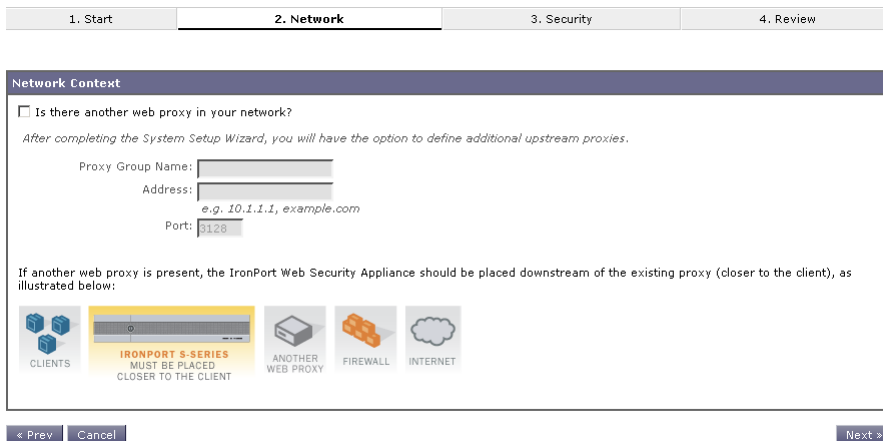 1. Start
2. Network
3. Security
4. Review
Network Context
Is there another web proxy in your network?
After completing the System Setup Wizard, you will have the option to define additional upstream proxies.
Proxy Group Name:
Address:
e.g. 10.1.1.1, example.com
Port: 3128
If another web proxy is present, the IronPort Web Security Appliance should be placed downstream of the existing proxy (closer to the client), as
illustrated below:
CLIENTS
IRONPORT S-SERIES
MUST BE PLACED
CLOSER TO THE CLIENT
ANOTHER
WEB PROXY
FIREWALL
INTERNET
« Prev
Cancel
Next »